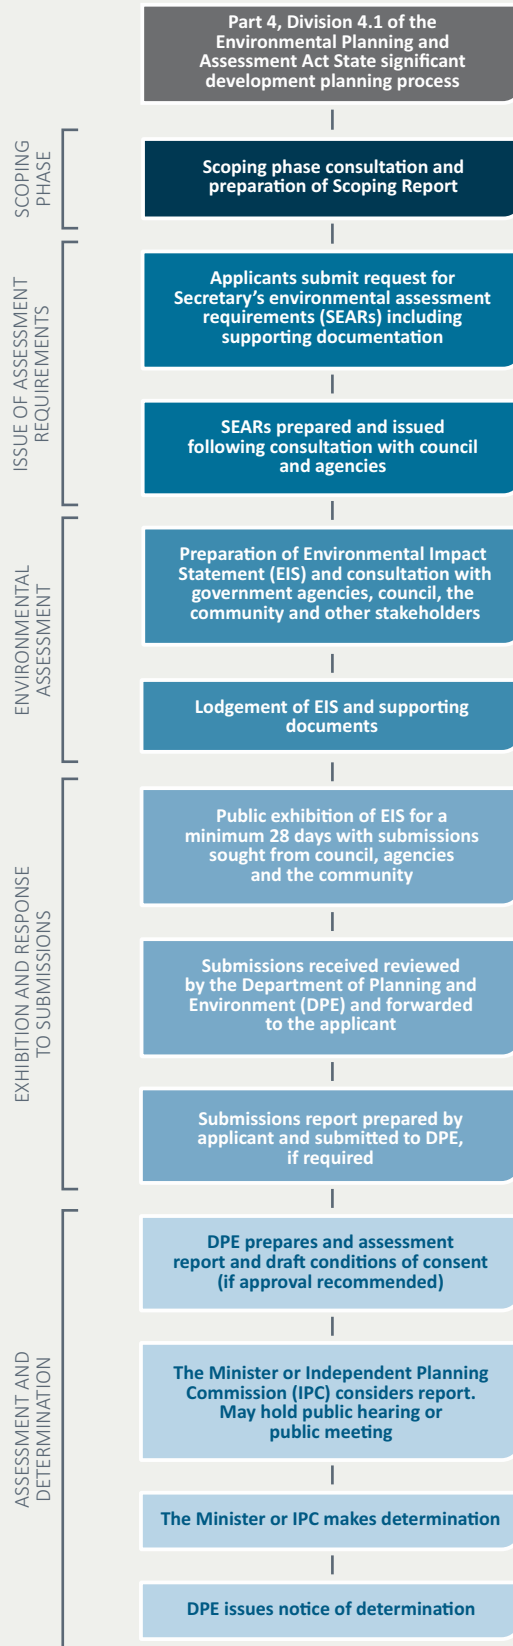 Part 4, Division 4.1 of the
Environmental Planning and
Assessment Act State significant
development planning process
SCOPING
PHASE
Scoping phase consultation and
preparation of Scoping Report
ISSUE OF ASSESSMENT
REQUIREMENTS
Applicants submit request for
Secretary’s environmental assessment
requirements (SEARs) including
supporting documentation
SEARs prepared and issued
following consultation with council
and agencies
ENVIRONMENTAL
ASSESSMENT
Preparation of Environmental Impact
Statement (EIS) and consultation with
government agencies, council, the
community and other stakeholders
Lodgement of EIS and supporting
documents
EXHIBITION AND RESPONSE
TO SUBMISSIONS
Public exhibition of EIS for a
minimum 28 days with submissions
sought from council, agencies
and the community
Submissions received reviewed
by the Department of Planning and
Environment (DPE) and forwarded
to the applicant
Submissions report prepared by
applicant and submitted to DPE,
if required
ASSESSMENT AND
DETERMINATION
DPE prepares and assessment
report and draft conditions of consent
(if approval recommended)
The Minister or Independent Planning
Commission (IPC) considers report.
May hold public hearing or
public meeting
The Minister or IPC makes determination
DPE issues notice of determination